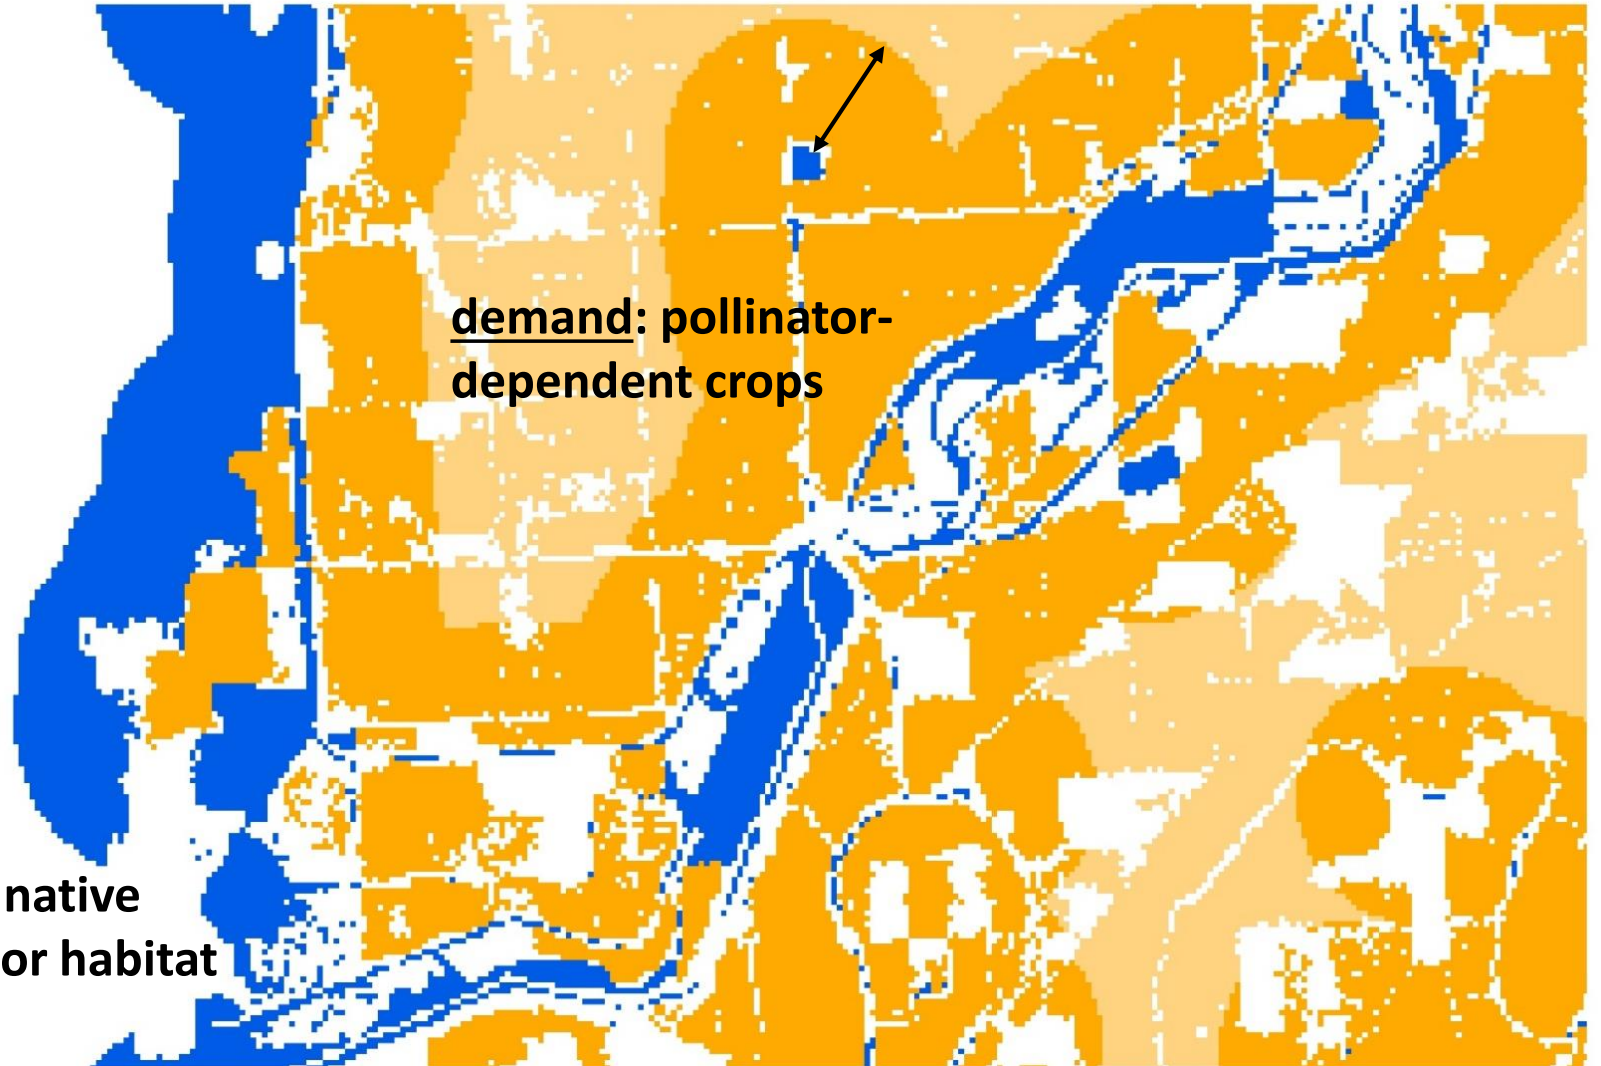 demand: pollinator-
dependent crops
native
or habitat